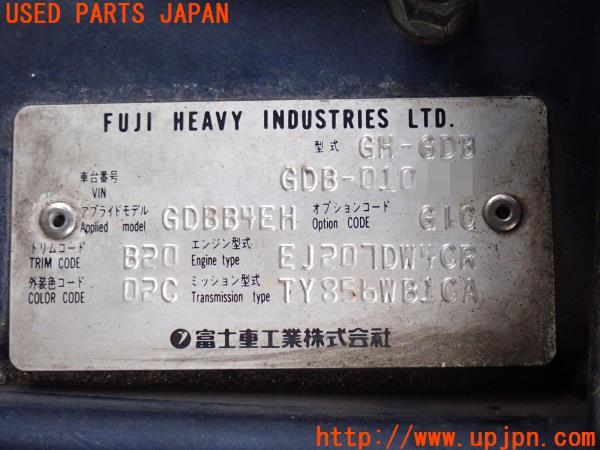 USED PARTS JAPAN
FUJI HEAVY INDUSTRIES LTD.
型式 GH-GDB
車台番号 VIN GDB-010
アプライドモデル Applied model GDBB4EH オプションコード Option CODE G1C
トリムコード TRIM CODE B20 エンジン型式 Engine type EJ207DW4CR
外装色コード COLOR CODE 02C ミッション型式 Transmission type TY856WB1CA
富士重工業株式会社
http://www.upjpn.com